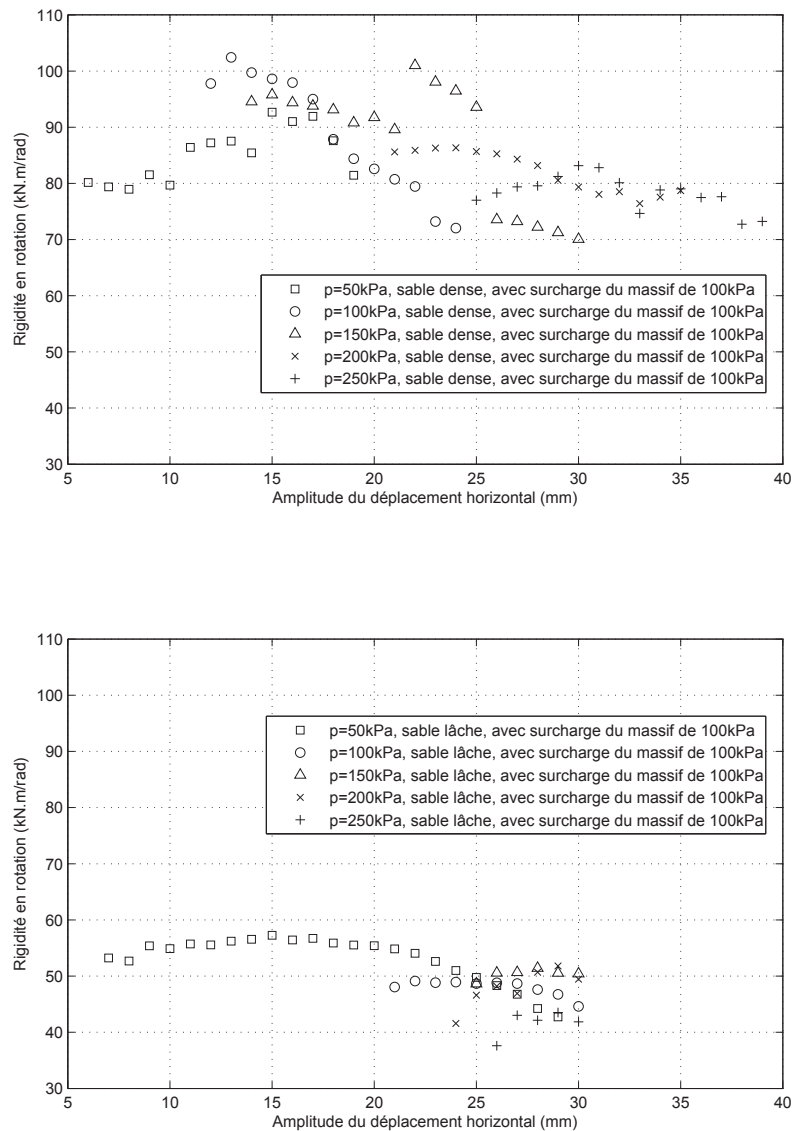 110
100
90
80
70
60
50
40
30
Rigidité en rotation (kN.m/rad)
p=50kPa, sable dense, avec surcharge du massif de 100kPa
p=100kPa, sable dense, avec surcharge du massif de 100kPa
p=150kPa, sable dense, avec surcharge du massif de 100kPa
p=200kPa, sable dense, avec surcharge du massif de 100kPa
p=250kPa, sable dense, avec surcharge du massif de 100kPa
5 10 15 20 25 30 35 40
Amplitude du déplacement horizontal (mm)
110
100
90
80
70
60
50
40
30
Rigidité en rotation (kN.m/rad)
p=50kPa, sable lâche, avec surcharge du massif de 100kPa
p=100kPa, sable lâche, avec surcharge du massif de 100kPa
p=150kPa, sable lâche, avec surcharge du massif de 100kPa
p=200kPa, sable lâche, avec surcharge du massif de 100kPa
p=250kPa, sable lâche, avec surcharge du massif de 100kPa
5 10 15 20 25 30 35 40
Amplitude du déplacement horizontal (mm)